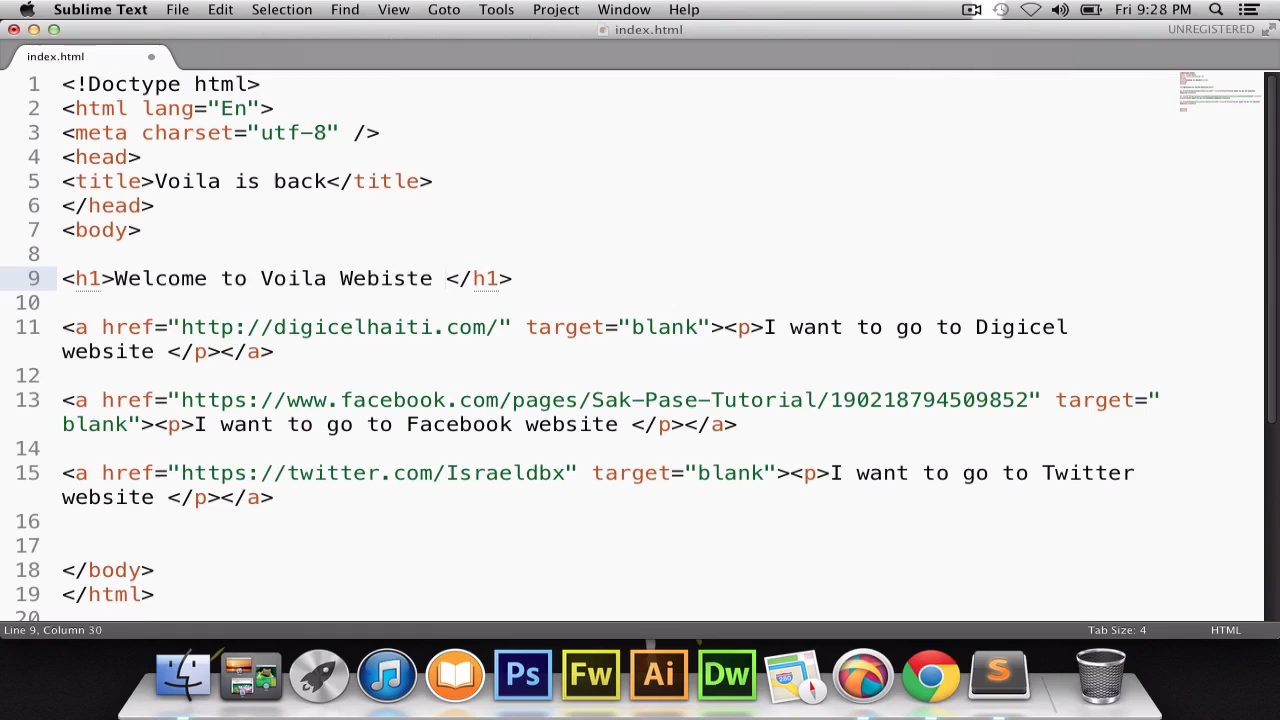 Sublime Text File Edit Selection Find View Goto Tools Project Window Help Fri 9:28 PM
index.html UNREGISTERED
index.html
1 <!Doctype html>
2 <html lang="En">
3 <meta charset="utf-8" />
4 <head>
5 <title>Voila is back</title>
6 </head>
7 <body>
8
9 <h1>Welcome to Voila Webiste </h1>
10
11 <a href="http://digicelhaiti.com/" target="blank"><p>I want to go to Digicel
website </p></a>
12
13 <a href="https://www.facebook.com/pages/Sak-Pase-Tutorial/190218794509852" target="
blank"><p>I want to go to Facebook website </p></a>
14
15 <a href="https://twitter.com/Israeldbx" target="blank"><p>I want to go to Twitter
website </p></a>
16
17
18 </body>
19 </html>
20
Line 9, Column 30 Tab Size: 4 HTML
Ps Fw Ai Dw S